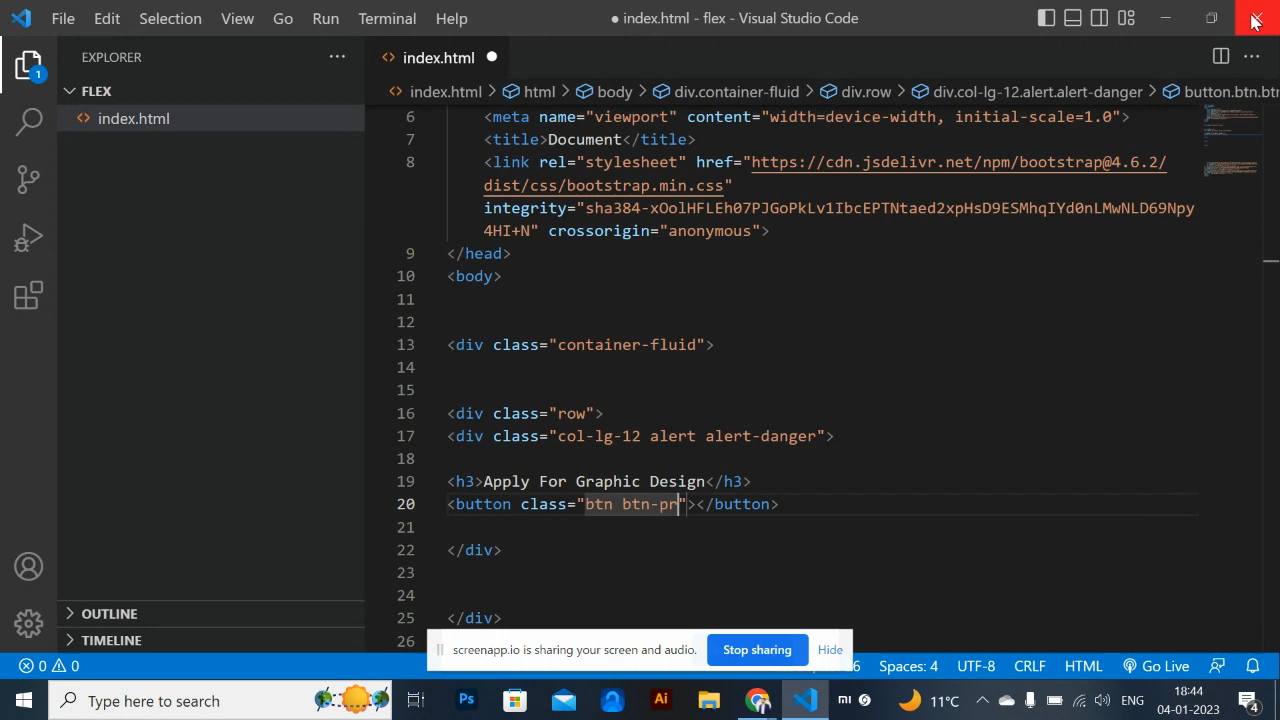 File Edit Selection View Go Run Terminal Help
● index.html - flex - Visual Studio Code
EXPLORER
1
FLEX
index.html
OUTLINE
TIMELINE
index.html
index.html > html > body > div.container-fluid > div.row > div.col-lg-12.alert.alert-danger > button.btn.btn
6 <meta name="viewport" content="width=device-width, initial-scale=1.0">
7 <title>Document</title>
8 <link rel="stylesheet" href="https://cdn.jsdelivr.net/npm/bootstrap@4.6.2/
dist/css/bootstrap.min.css"
integrity="sha384-xOolHFLEh07PJGoPkLv1IbcEPTNtaed2xpHsD9ESMhqIYd0nLMwNLD69Npy
4HI+N" crossorigin="anonymous">
9 </head>
10 <body>
11
12
13 <div class="container-fluid">
14
15
16 <div class="row">
17 <div class="col-lg-12 alert alert-danger">
18
19 <h3>Apply For Graphic Design</h3>
20 <button class="btn btn-pr"></button>
21
22 </div>
23
24
25 </div>
26
screenapp.io is sharing your screen and audio. Stop sharing Hide
0 0 Spaces: 4 UTF-8 CRLF HTML Go Live
Type here to search Ps Ai mi 11°C ENG 18:44
04-01-2023 4